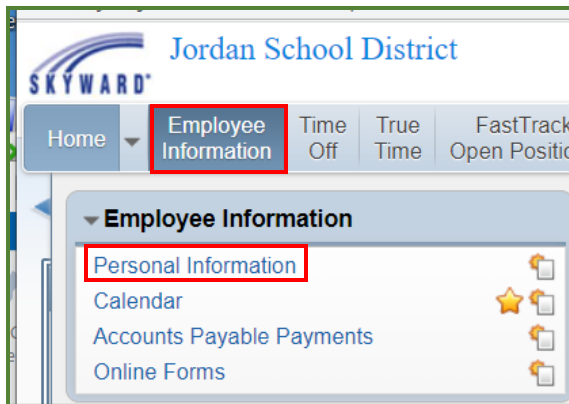 Jordan School District
SKYWARD
Home
Employee Information
Time Off
True Time
FastTrack
Open Positio
Employee Information
Personal Information
Calendar
Accounts Payable Payments
Online Forms